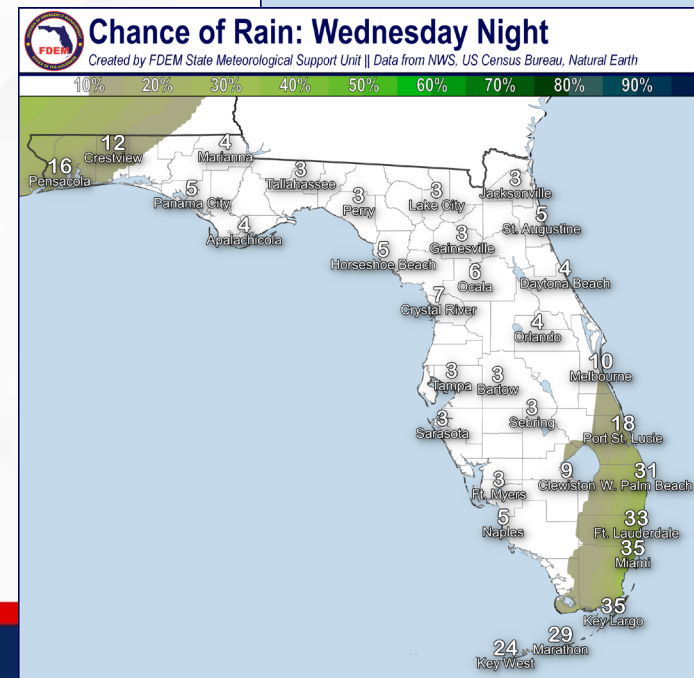 Chance of Rain: Wednesday Night
FDEM
Created by FDEM State Meteorological Support Unit || Data from NWS, US Census Bureau, Natural Earth
10% 20% 30% 40% 50% 60% 70% 80% 90%
12
Crestview
4
Marianna
16
Pensacola
3
Tallahassee
5
Panama City
3
Perry
3
Lake City
3
Jacksonville
4
Apalachicola
5
St. Augustine
3
Gainesville
5
Horseshoe Beach
6
Ocala
4
Daytona Beach
7
Crystal River
4
Orlando
10
Melbourne
3
Tampa
3
Bartow
3
Sebring
3
Sarasota
18
Port St. Lucie
9
Clewiston
31
W. Palm Beach
3
Ft. Myers
5
Naples
33
Ft. Lauderdale
35
Miami
35
Key Largo
29
Marathon
24
Key West